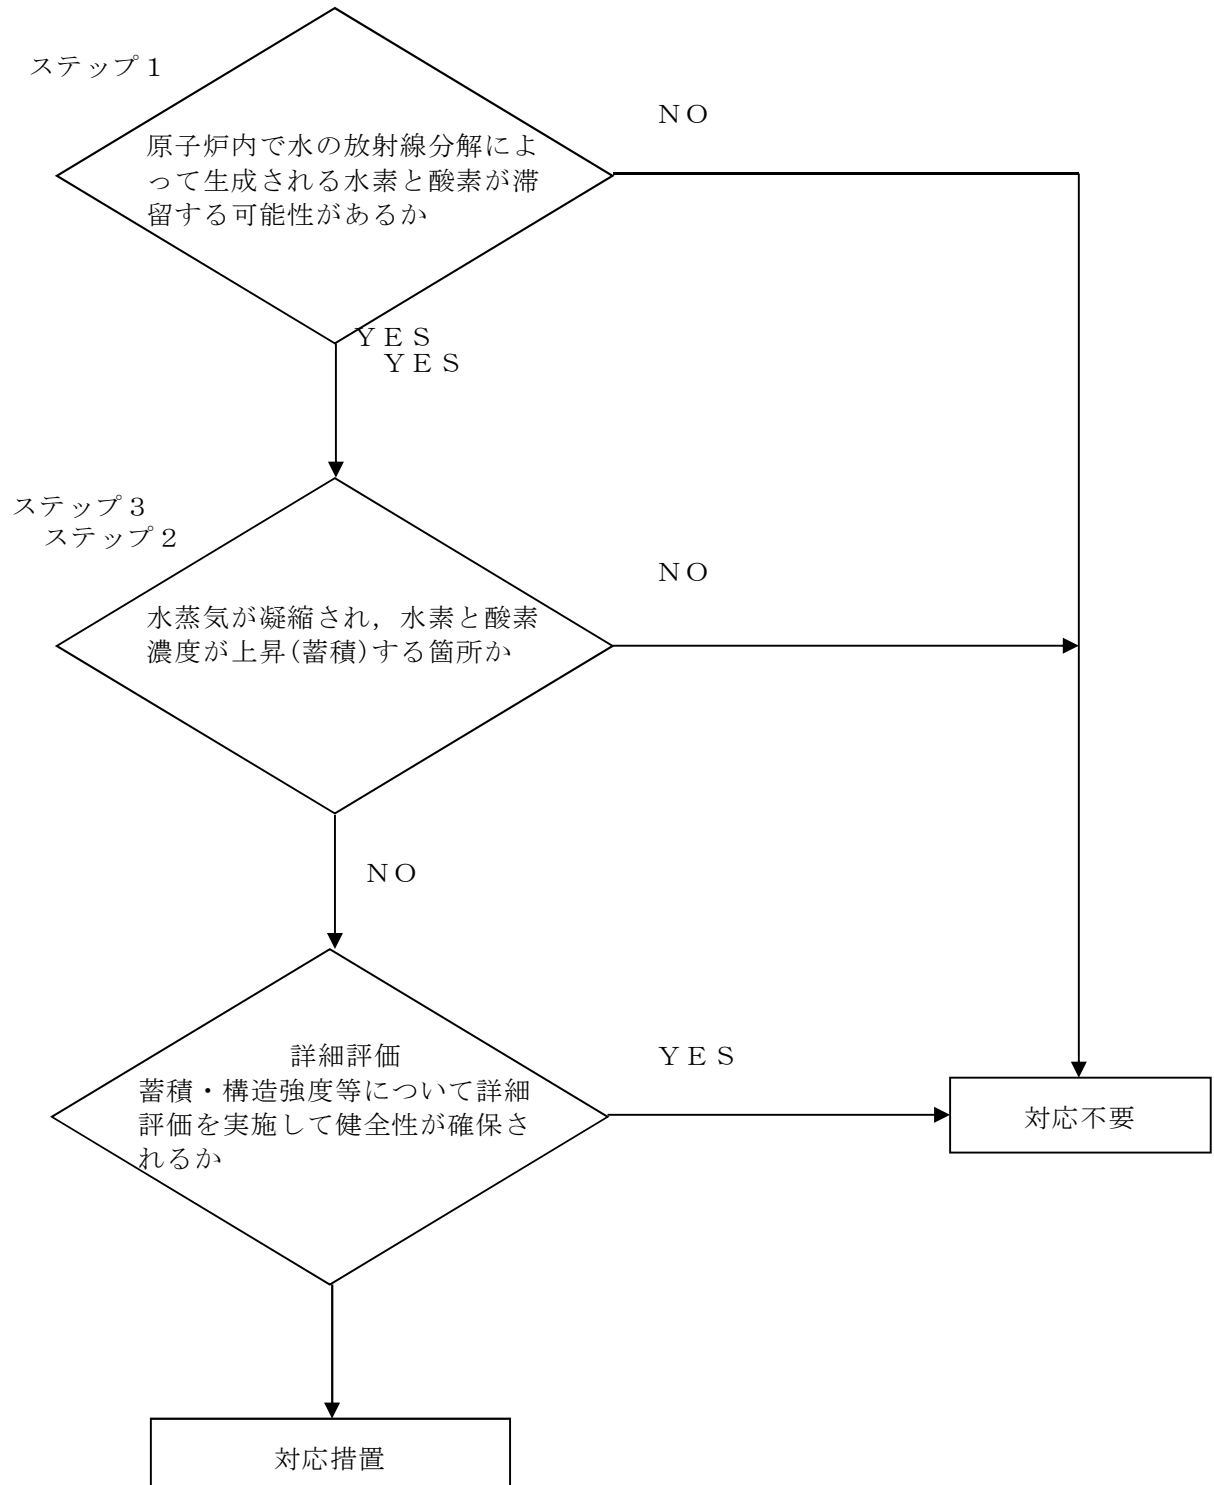 ステップ１
ＮＯ
原子炉内で水の放射線分解によ
って生成される水素と酸素が滞
留する可能性があるか
ＹＥＳ
ＹＥＳ
ステップ３
ステップ２
ＮＯ
水蒸気が凝縮され，水素と酸素
濃度が上昇(蓄積)する箇所か
ＮＯ
詳細評価
蓄積・構造強度等について詳細
評価を実施して健全性が確保さ
れるか
ＹＥＳ
対応不要
対応措置